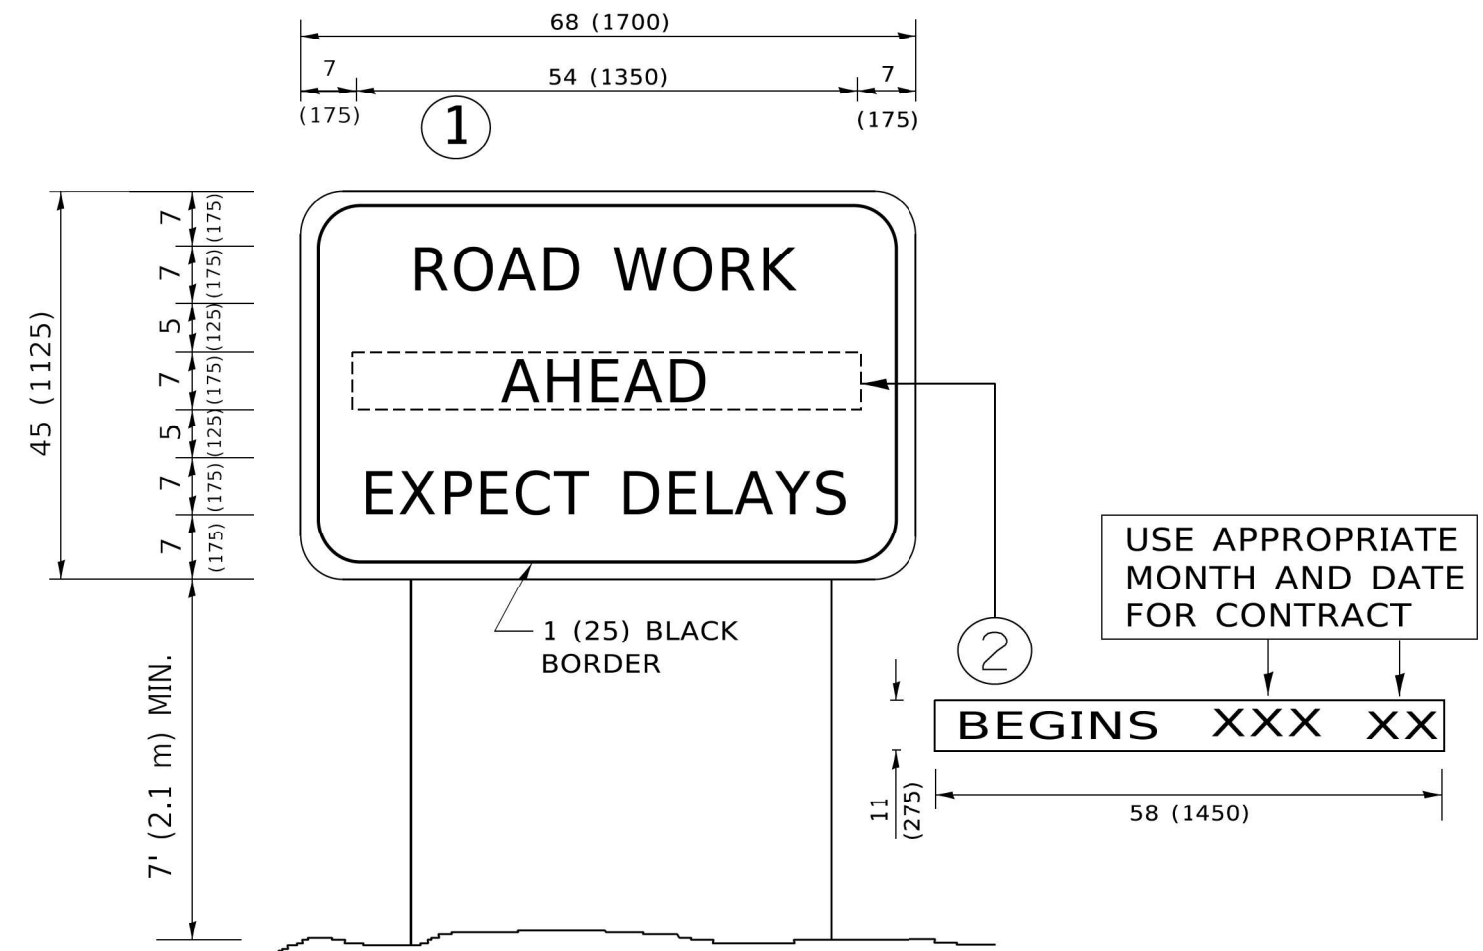 68 (1700)
7
54 (1350)
7
(175)
(175)
1
7
(175)
7
(175)
5
(125)
7
(175)
5
(125)
7
(175)
7
(175)
45 (1125)
ROAD WORK
AHEAD
EXPECT DELAYS
1 (25) BLACK
BORDER
7' (2.1 m) MIN.
2
USE APPROPRIATE
MONTH AND DATE
FOR CONTRACT
BEGINS XXX XX
11
(275)
58 (1450)